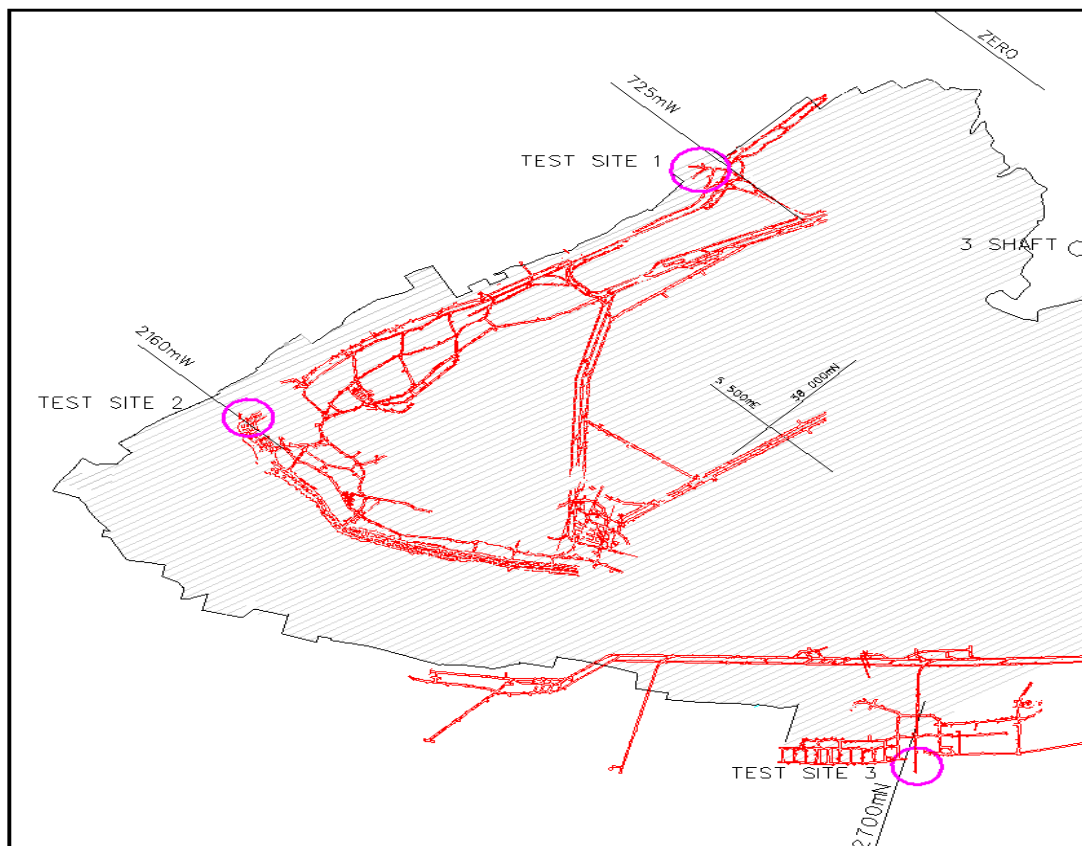 ZERO
725mW
TEST SITE 1
3 SHAFT
2160mW
5 500mE
38 000mN
TEST SITE 2
TEST SITE 3
2700mN